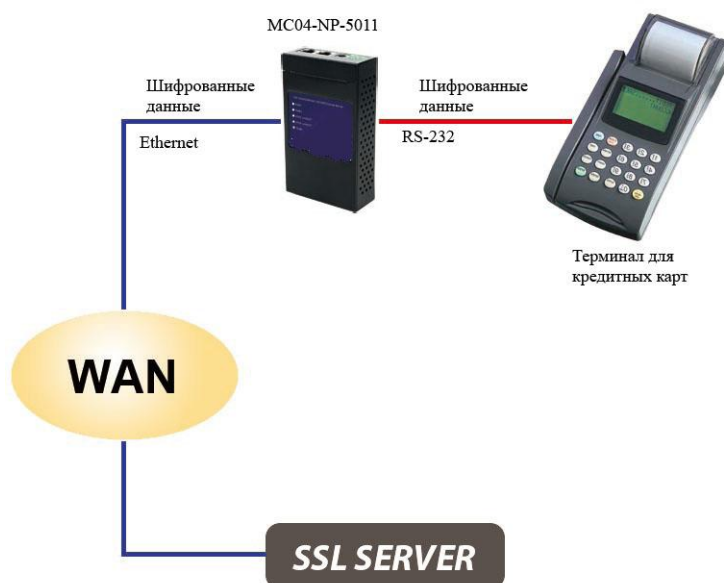 MC04-NP-5011
Шифрованные
данные
Ethernet
Шифрованные
данные
RS-232
Терминал для
кредитных карт
WAN
SSL SERVER